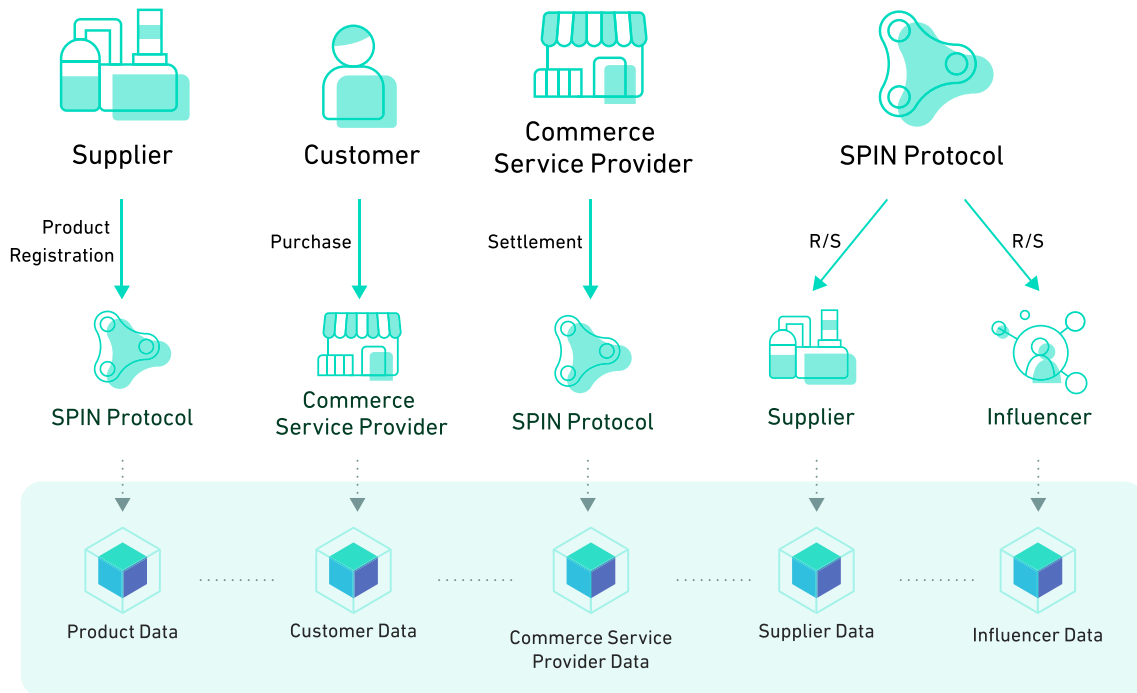 Supplier
Customer
Commerce
Service Provider
SPIN Protocol
Product
Registration
Purchase
Settlement
R/S
R/S
SPIN Protocol
Commerce
Service Provider
SPIN Protocol
Supplier
Influencer
Product Data
Customer Data
Commerce Service
Provider Data
Supplier Data
Influencer Data